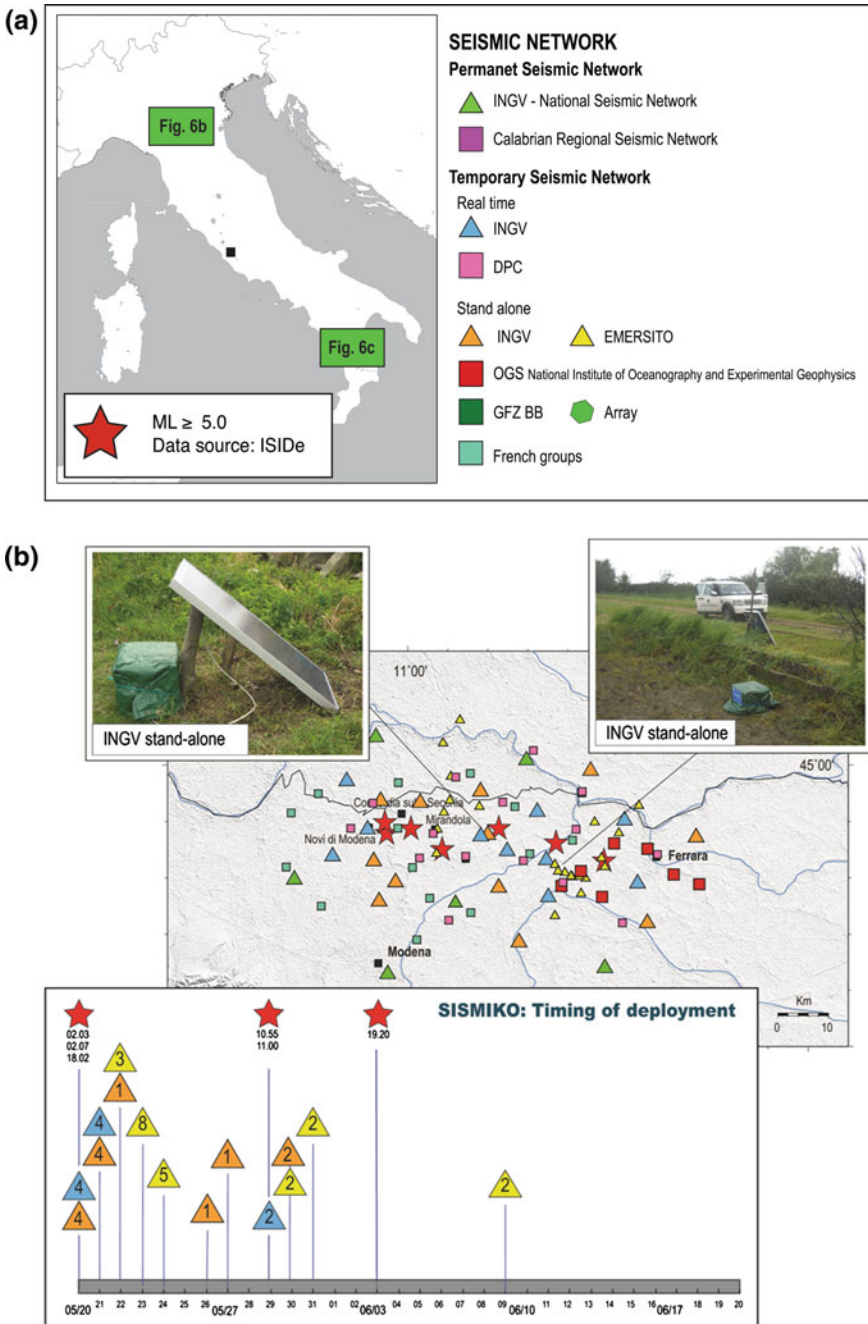 (a)
Fig. 6b
Fig. 6c
ML ≥ 5.0
Data source: ISIDe
SEISMIC NETWORK
Permanet Seismic Network
INGV - National Seismic Network
Calabrian Regional Seismic Network
Temporary Seismic Network
Real time
INGV
DPC
Stand alone
INGV
EMERSITO
OGS National Institute of Oceanography and Experimental Geophysics
GFZ BB
Array
French groups
(b)
INGV stand-alone
INGV stand-alone
11°00'
45°00'
Mirandola
Novi di Modena
Ferrara
Modena
Km
0 10
SISMIKO: Timing of deployment
02.03
02.07
18.02
10.55
11.00
19.20
3
1
4 8 1 2 2
4 5 2 2
4 1 2
4
05/20 21 22 23 24 25 26 05/27 28 29 30 31 01 02 06/03 04 05 06 07 08 09 06/10 11 12 13 14 15 16 06/17 18 19 20